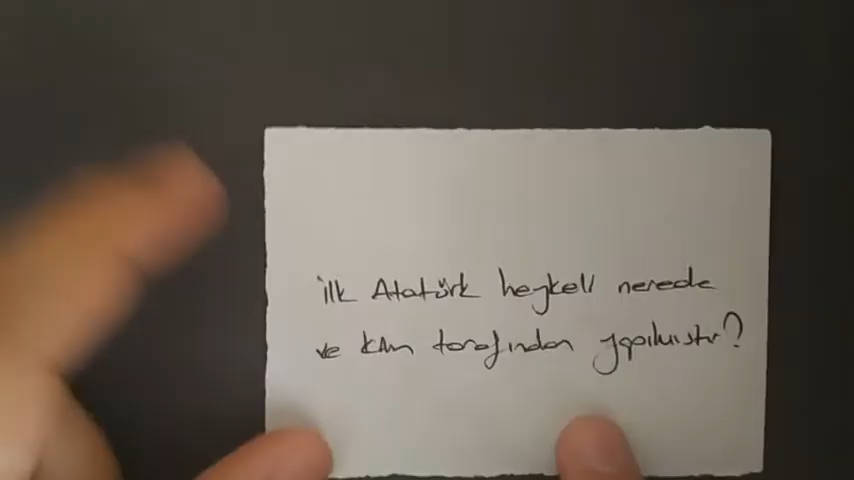 ilk Atatürk heykeli nerede
ve kim tarafından yapılmıştır?